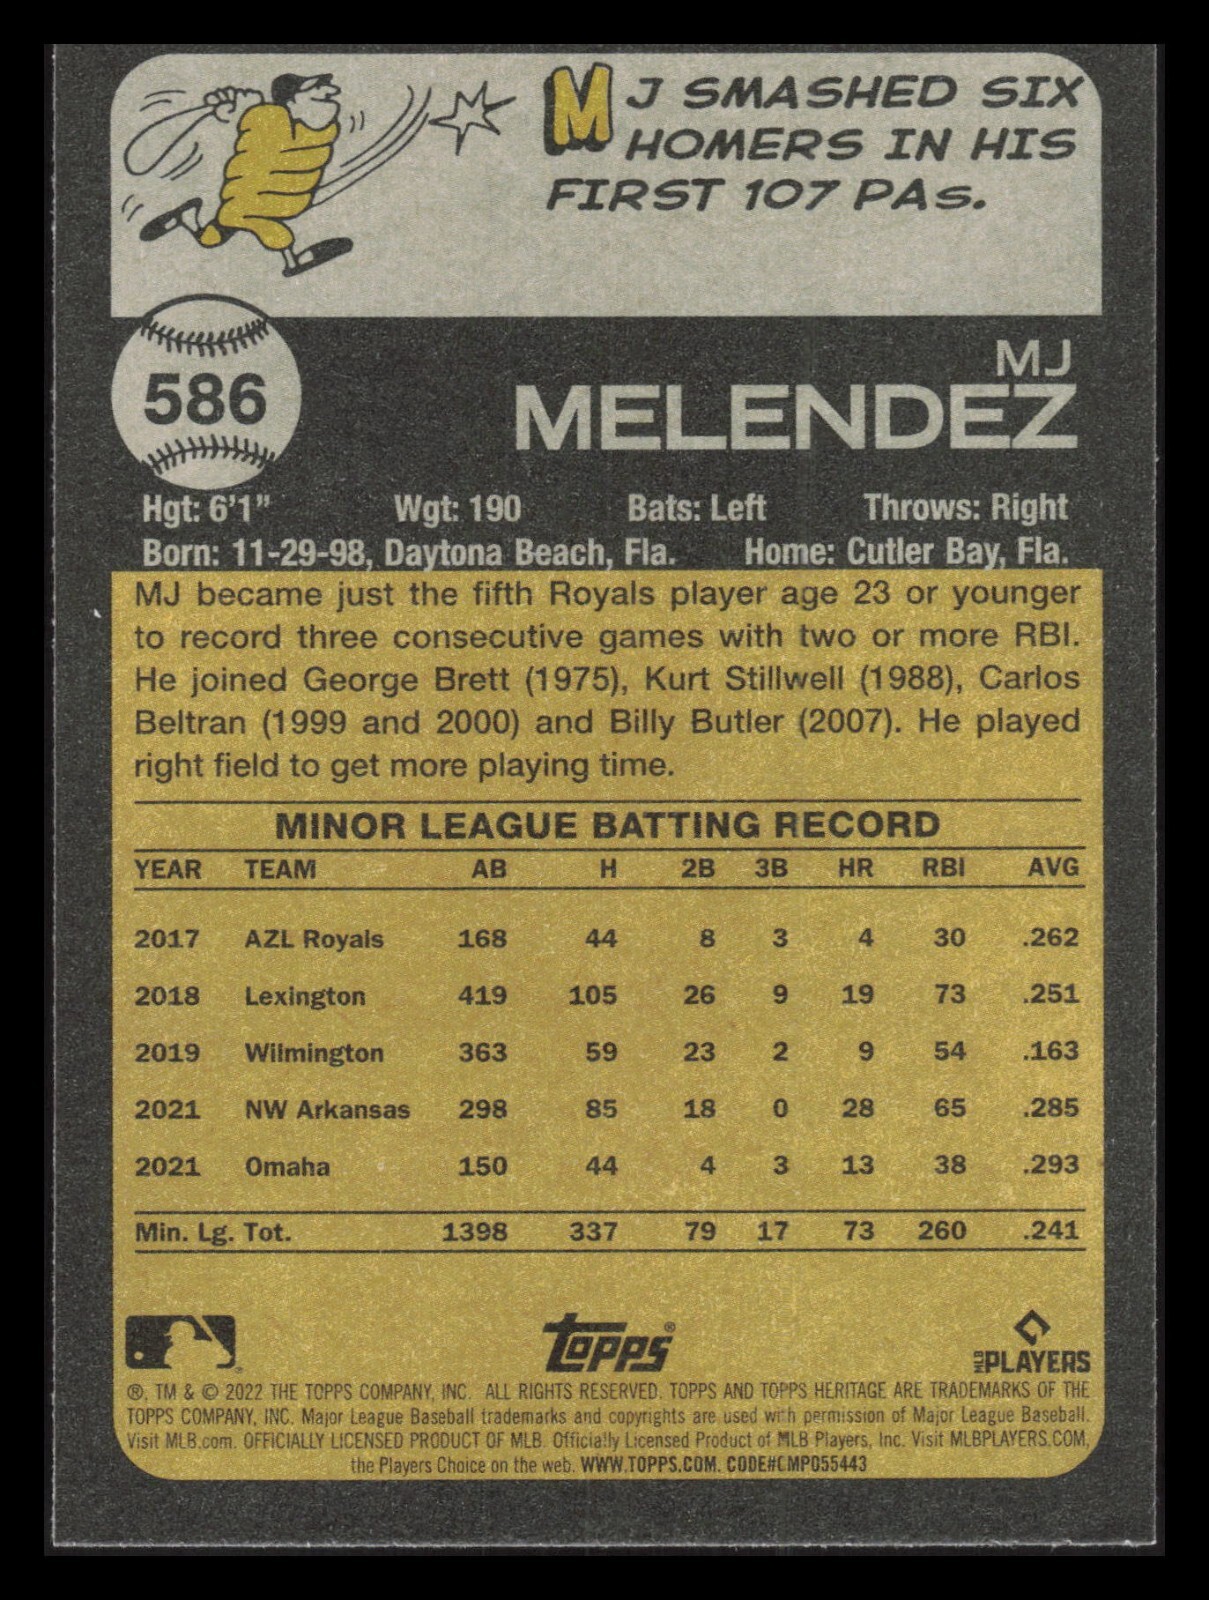 MJ SMASHED SIX
HOMERS IN HIS
FIRST 107 PAs.
586
MJ
MELENDEZ
Hgt: 6'1" Wgt: 190 Bats: Left Throws: Right
Born: 11-29-98, Daytona Beach, Fla. Home: Cutler Bay, Fla.
MJ became just the fifth Royals player age 23 or younger
to record three consecutive games with two or more RBI.
He joined George Brett (1975), Kurt Stillwell (1988), Carlos
Beltran (1999 and 2000) and Billy Butler (2007). He played
right field to get more playing time.
MINOR LEAGUE BATTING RECORD
YEAR TEAM AB H 2B 3B HR RBI AVG
2017 AZL Royals 168 44 8 3 4 30 .262
2018 Lexington 419 105 26 9 19 73 .251
2019 Wilmington 363 59 23 2 9 54 .163
2021 NW Arkansas 298 85 18 0 28 65 .285
2021 Omaha 150 44 4 3 13 38 .293
Min. Lg. Tot. 1398 337 79 17 73 260 .241
Topps®
MLB PLAYERS
®, TM & © 2022 THE TOPPS COMPANY, INC. ALL RIGHTS RESERVED. TOPPS AND TOPPS HERITAGE ARE TRADEMARKS OF THE
TOPPS COMPANY, INC. Major League Baseball trademarks and copyrights are used with permission of Major League Baseball.
Visit MLB.com. OFFICIALLY LICENSED PRODUCT OF MLB. Officially Licensed Product of MLB Players, Inc. Visit MLBPLAYERS.COM,
the Players Choice on the web. WWW.TOPPS.COM. CODE#CMP055443